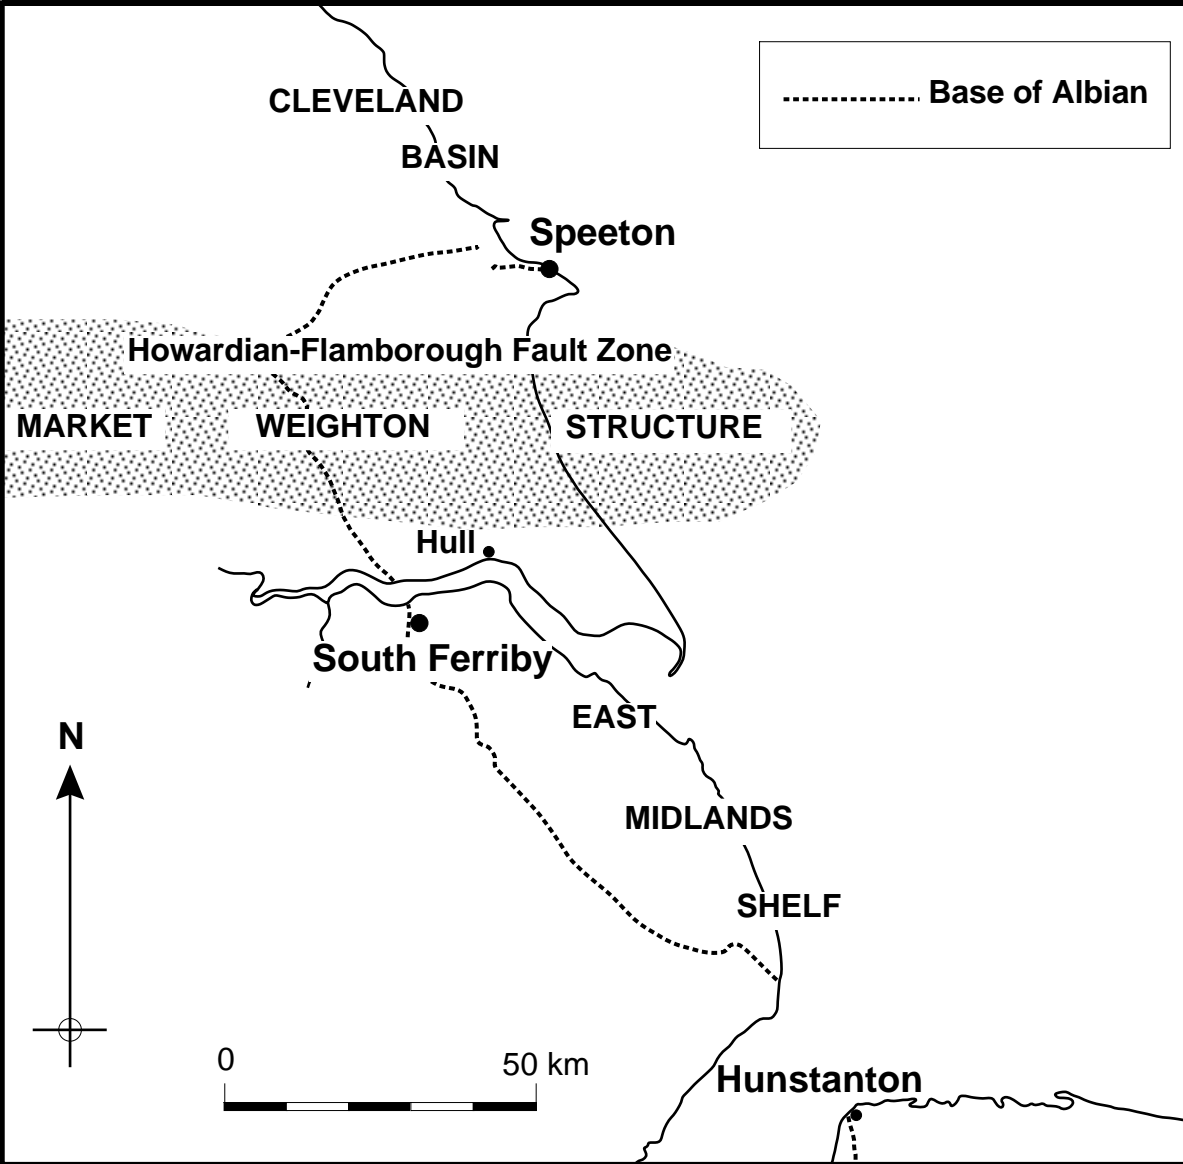 CLEVELAND
BASIN
Base of Albian
Speeton
Howardian-Flamborough Fault Zone
MARKET WEIGHTON STRUCTURE
Hull
South Ferriby
EAST
N
MIDLANDS
SHELF
0 50 km
Hunstanton